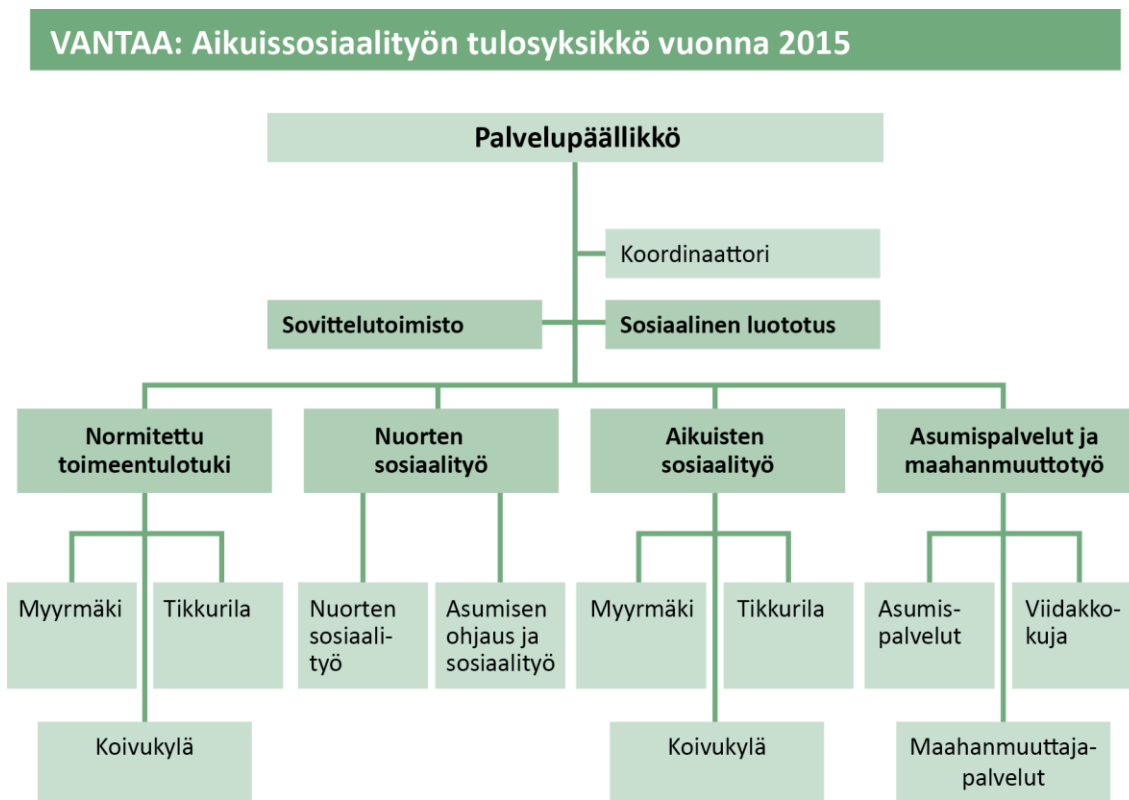 VANTAA: Aikuissosiaalityön tulosyksikkö vuonna 2015
Palvelupäällikkö
Koordinaattori
Sovittelutoimisto
Sosiaalinen luototus
Normitettu
toimeentulotuki
Nuorten
sosiaalityö
Aikuisten
sosiaalityö
Asumispalvelut ja
maahanmuuttotyö
Myyrmäki
Tikkurila
Nuorten
sosiaali-
työ
Asumisen
ohjaus ja
sosiaalityö
Myyrmäki
Tikkurila
Asumis-
palvelut
Viidakko-
kuja
Koivukylä
Koivukylä
Maahanmuuttaja-
palvelut